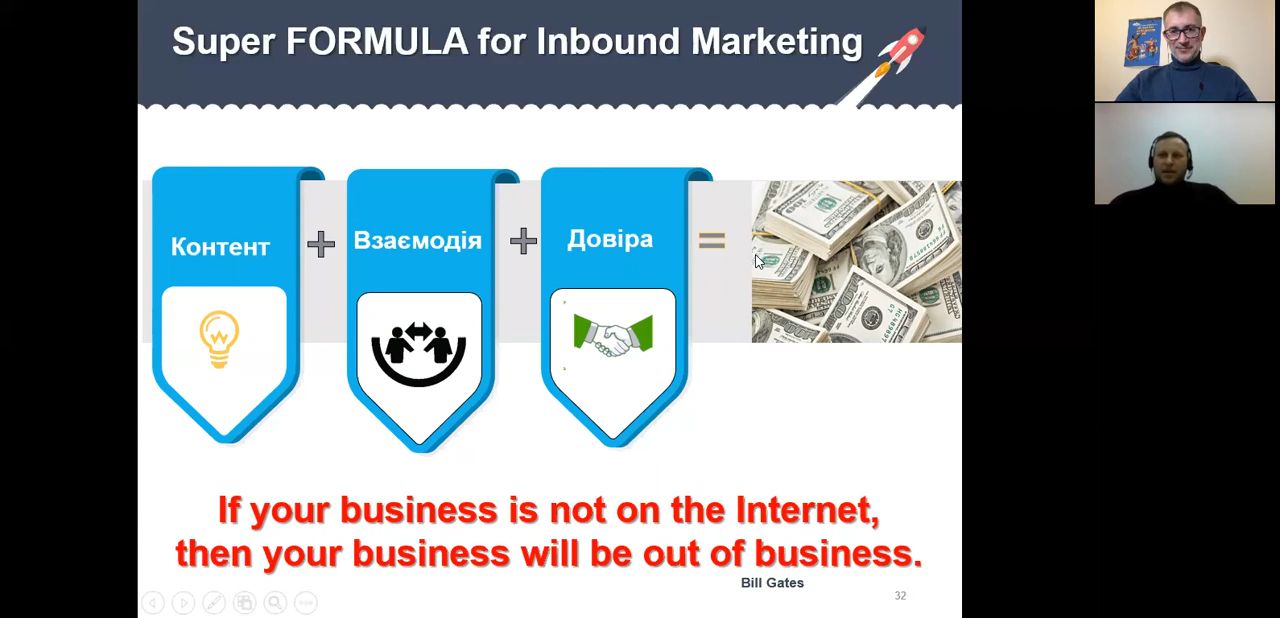 Super FORMULA for Inbound Marketing
Контент + Взаємодія + Довіра =
If your business is not on the Internet,
then your business will be out of business.
Bill Gates
32